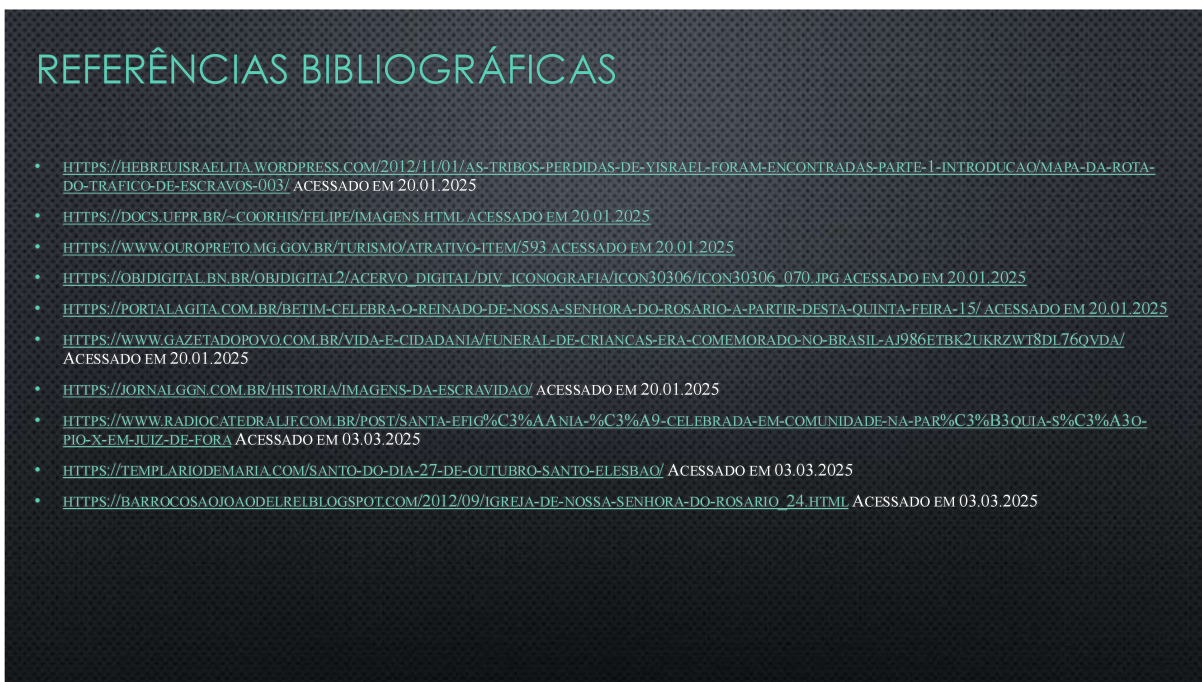 REFERÊNCIAS BIBLIOGRÁFICAS
• HTTPS://HEBREUISRAELITA.WORDPRESS.COM/2012/11/01/AS-TRIBOS-PERDIDAS-DE-YISRAEL-FORAM-ENCONTRADAS-PARTE-1-INTRODUCAO/MAPA-DA-ROTA-
DO-TRAFICO-DE-ESCRAVOS-003/ ACESSADO EM 20.01.2025
• HTTPS://DOCS.UFPR.BR/~COORHIS/FELIPE/IMAGENS.HTML ACESSADO EM 20.01.2025
• HTTPS://WWW.OUROPRETO.MG.GOV.BR/TURISMO/ATRATIVO-ITEM/593 ACESSADO EM 20.01.2025
• HTTPS://OBJDIGITAL.BN.BR/OBJDIGITAL2/ACERVO_DIGITAL/DIV_ICONOGRAFIA/ICON30306/ICON30306_070.JPG ACESSADO EM 20.01.2025
• HTTPS://PORTALAGITA.COM.BR/BETIM-CELEBRA-O-REINADO-DE-NOSSA-SENHORA-DO-ROSARIO-A-PARTIR-DESTA-QUINTA-FEIRA-15/ ACESSADO EM 20.01.2025
• HTTPS://WWW.GAZETADOPOVO.COM.BR/VIDA-E-CIDADANIA/FUNERAL-DE-CRIANCAS-ERA-COMEMORADO-NO-BRASIL-AJ986ETBK2UKRZWT8DL76QVDA/
ACESSADO EM 20.01.2025
• HTTPS://JORNALGGN.COM.BR/HISTORIA/IMAGENS-DA-ESCRAVIDAO/ ACESSADO EM 20.01.2025
• HTTPS://WWW.RADIOCATEDRALJF.COM.BR/POST/SANTA-EFIG%C3%AANIA-%C3%A9-CELEBRADA-EM-COMUNIDADE-NA-PAR%C3%B3QUIA-S%C3%A3O-
PIO-X-EM-JUIZ-DE-FORA ACESSADO EM 03.03.2025
• HTTPS://TEMPLARIODEMARIA.COM/SANTO-DO-DIA-27-DE-OUTUBRO-SANTO-ELESBAO/ ACESSADO EM 03.03.2025
• HTTPS://BARROCOSAOJOAODELREI.BLOGSPOT.COM/2012/09/IGREJA-DE-NOSSA-SENHORA-DO-ROSARIO_24.HTML ACESSADO EM 03.03.2025